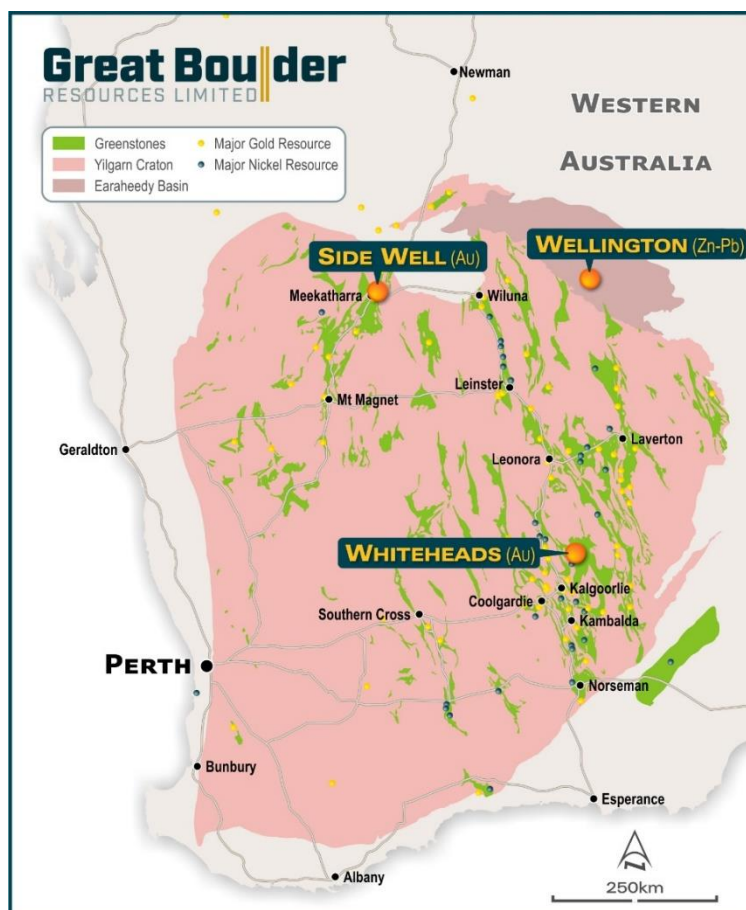 Great Boulder
RESOURCES LIMITED
Newman
WESTERN
AUSTRALIA
Greenstones
Major Gold Resource
Yilgarn Craton
Major Nickel Resource
Earaheedy Basin
SIDE WELL (Au)
WELLINGTON (Zn-Pb)
Meekatharra
Wiluna
Leinster
Mt Magnet
Geraldton
Laverton
Leonora
WHITEHEADS (Au)
Kalgoorlie
Coolgardie
Southern Cross
Kambalda
PERTH
Norseman
Bunbury
Esperance
N
Albany
250km